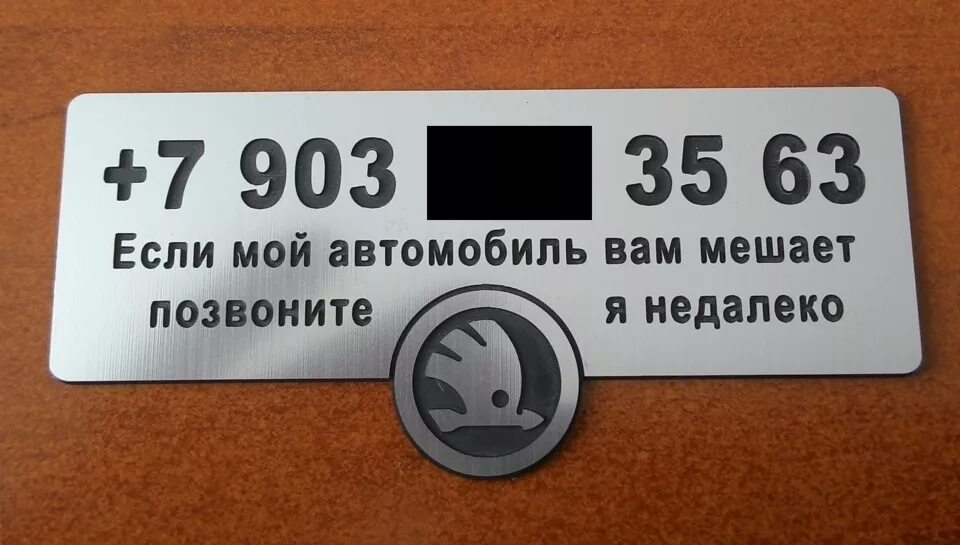 +7 903 35 63
Если мой автомобиль вам мешает
позвоните я недалеко